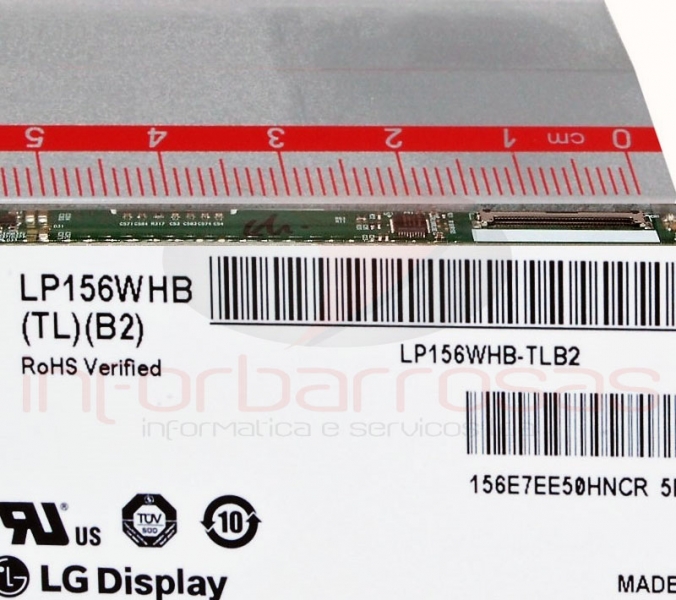 5 4 3 2 1 cm 0
LP156WHB
(TL)(B2)
RoHS Verified
LP156WHB-TLB2
inforbarrosas
informatica e servicos
156E7EE50HNCR 5
US
TÜV
10
LG Display
MADE